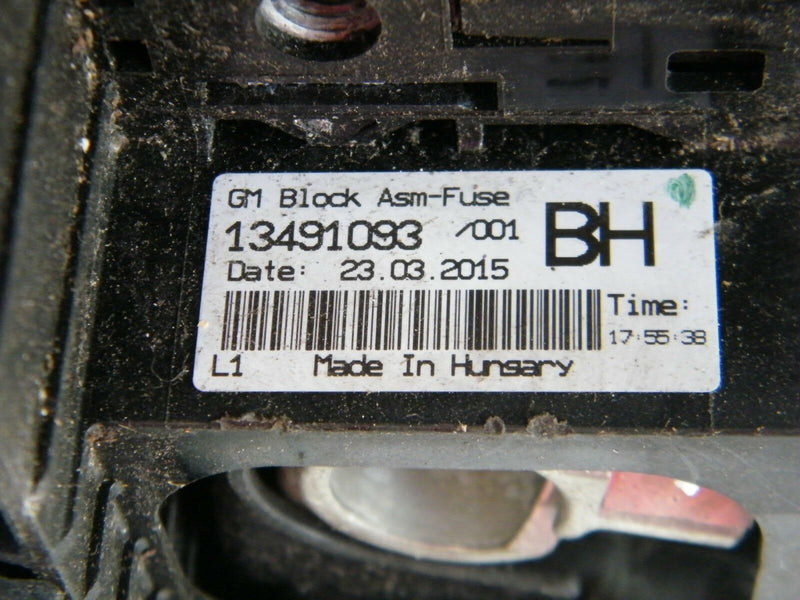 GM Block Asm-Fuse
13491093 /001 BH
Date: 23.03.2015
Time:
17:55:38
L1 Made In Hungary